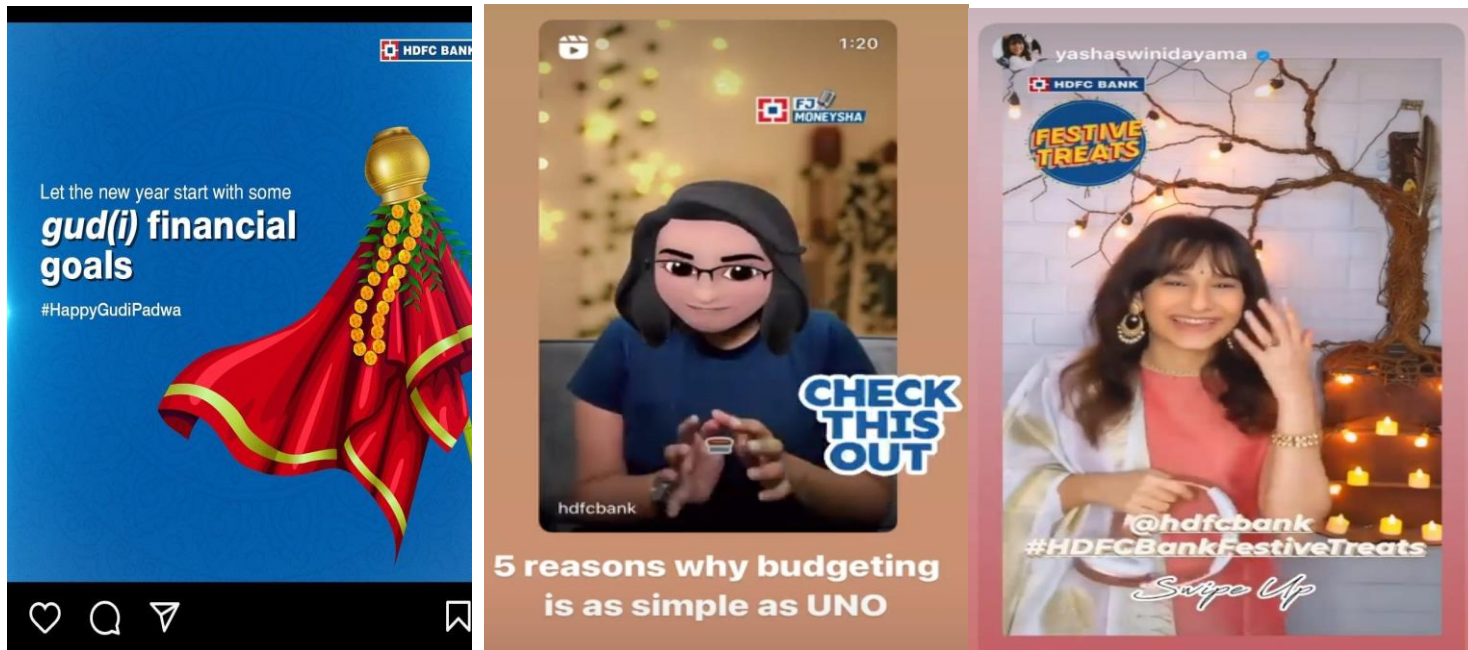 HDFC BANK
Let the new year start with some
gud(i) financial
goals
#HappyGudiPadwa
1:20
FJ
MONEYSHA
CHECK
THIS
OUT
hdfcbank
5 reasons why budgeting
is as simple as UNO
yashaswinidayama
HDFC BANK
FESTIVE
TREATS
@hdfcbank
#HDFCBankFestiveTreats
Swipe Up